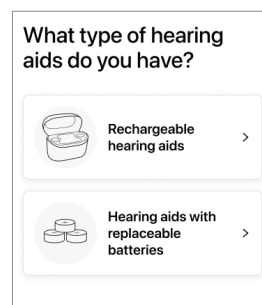 What type of hearing
aids do you have?
Rechargeable
hearing aids
Hearing aids with
replaceable
batteries